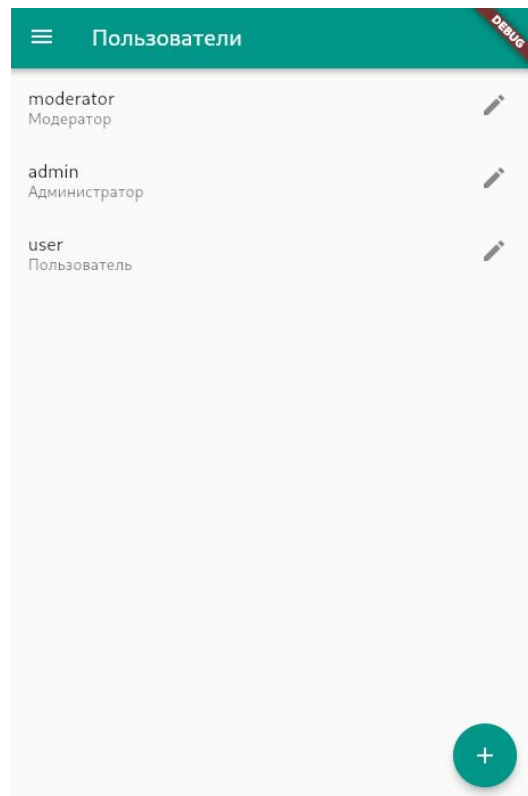 Пользователи
DEBUG
moderator
Модератор
admin
Администратор
user
Пользователь